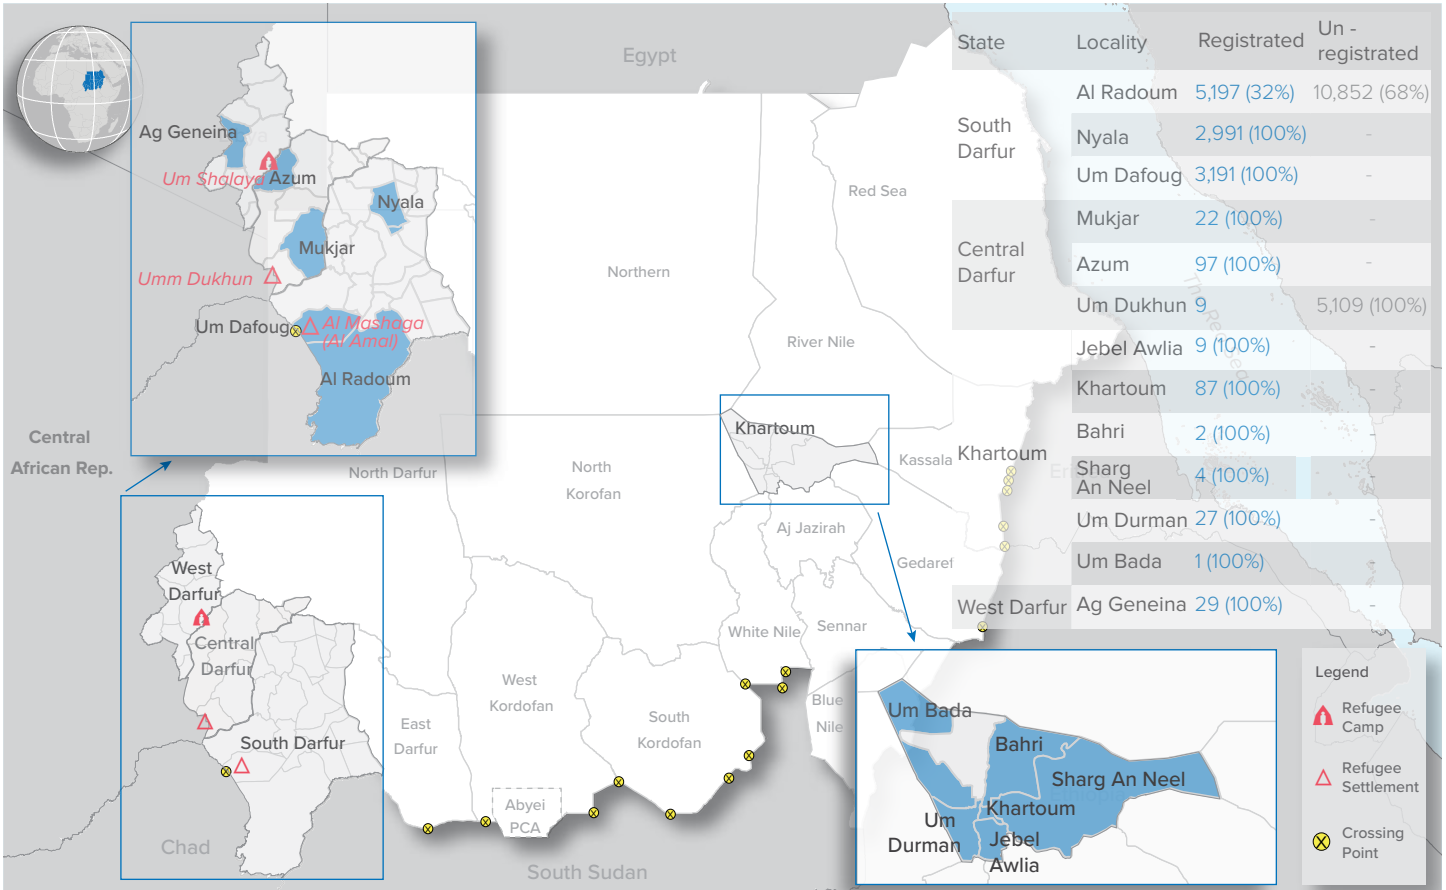 Egypt
Red Sea
Northern
River Nile
Khartoum
Kassala
North Darfur
North
Korofan
Aj Jazirah
Gedaref
White Nile
Sennar
West
Kordofan
South
Kordofan
Blue
Nile
East
Darfur
Abyei
PCA
South Sudan
Chad
Central
African Rep.
Ag Geneina
Um Shalaya
Azum
Nyala
Mukjar
Umm Dukhun
Um Dafoug
Al Mashaga
(Al Amal)
Al Radoum
West
Darfur
Central
Darfur
South Darfur
State Locality Registrated Un -
registrated
South
Darfur
Al Radoum 5,197 (32%) 10,852 (68%)
Nyala 2,991 (100%) -
Um Dafoug 3,191 (100%) -
Central
Darfur
Mukjar 22 (100%) -
Azum 97 (100%) -
Um Dukhun 9 5,109 (100%)
Khartoum
Jebel Awlia 9 (100%) -
Khartoum 87 (100%) -
Bahri 2 (100%) -
Sharg
An Neel 4 (100%) -
Um Durman 27 (100%) -
Um Bada 1 (100%) -
West Darfur Ag Geneina 29 (100%) -
The Red Sea
Um Bada
Bahri
Sharg An Neel
Khartoum
Ethiopia
Um
Durman
Jebel
Awlia
Legend
Refugee
Camp
Refugee
Settlement
Crossing
Point